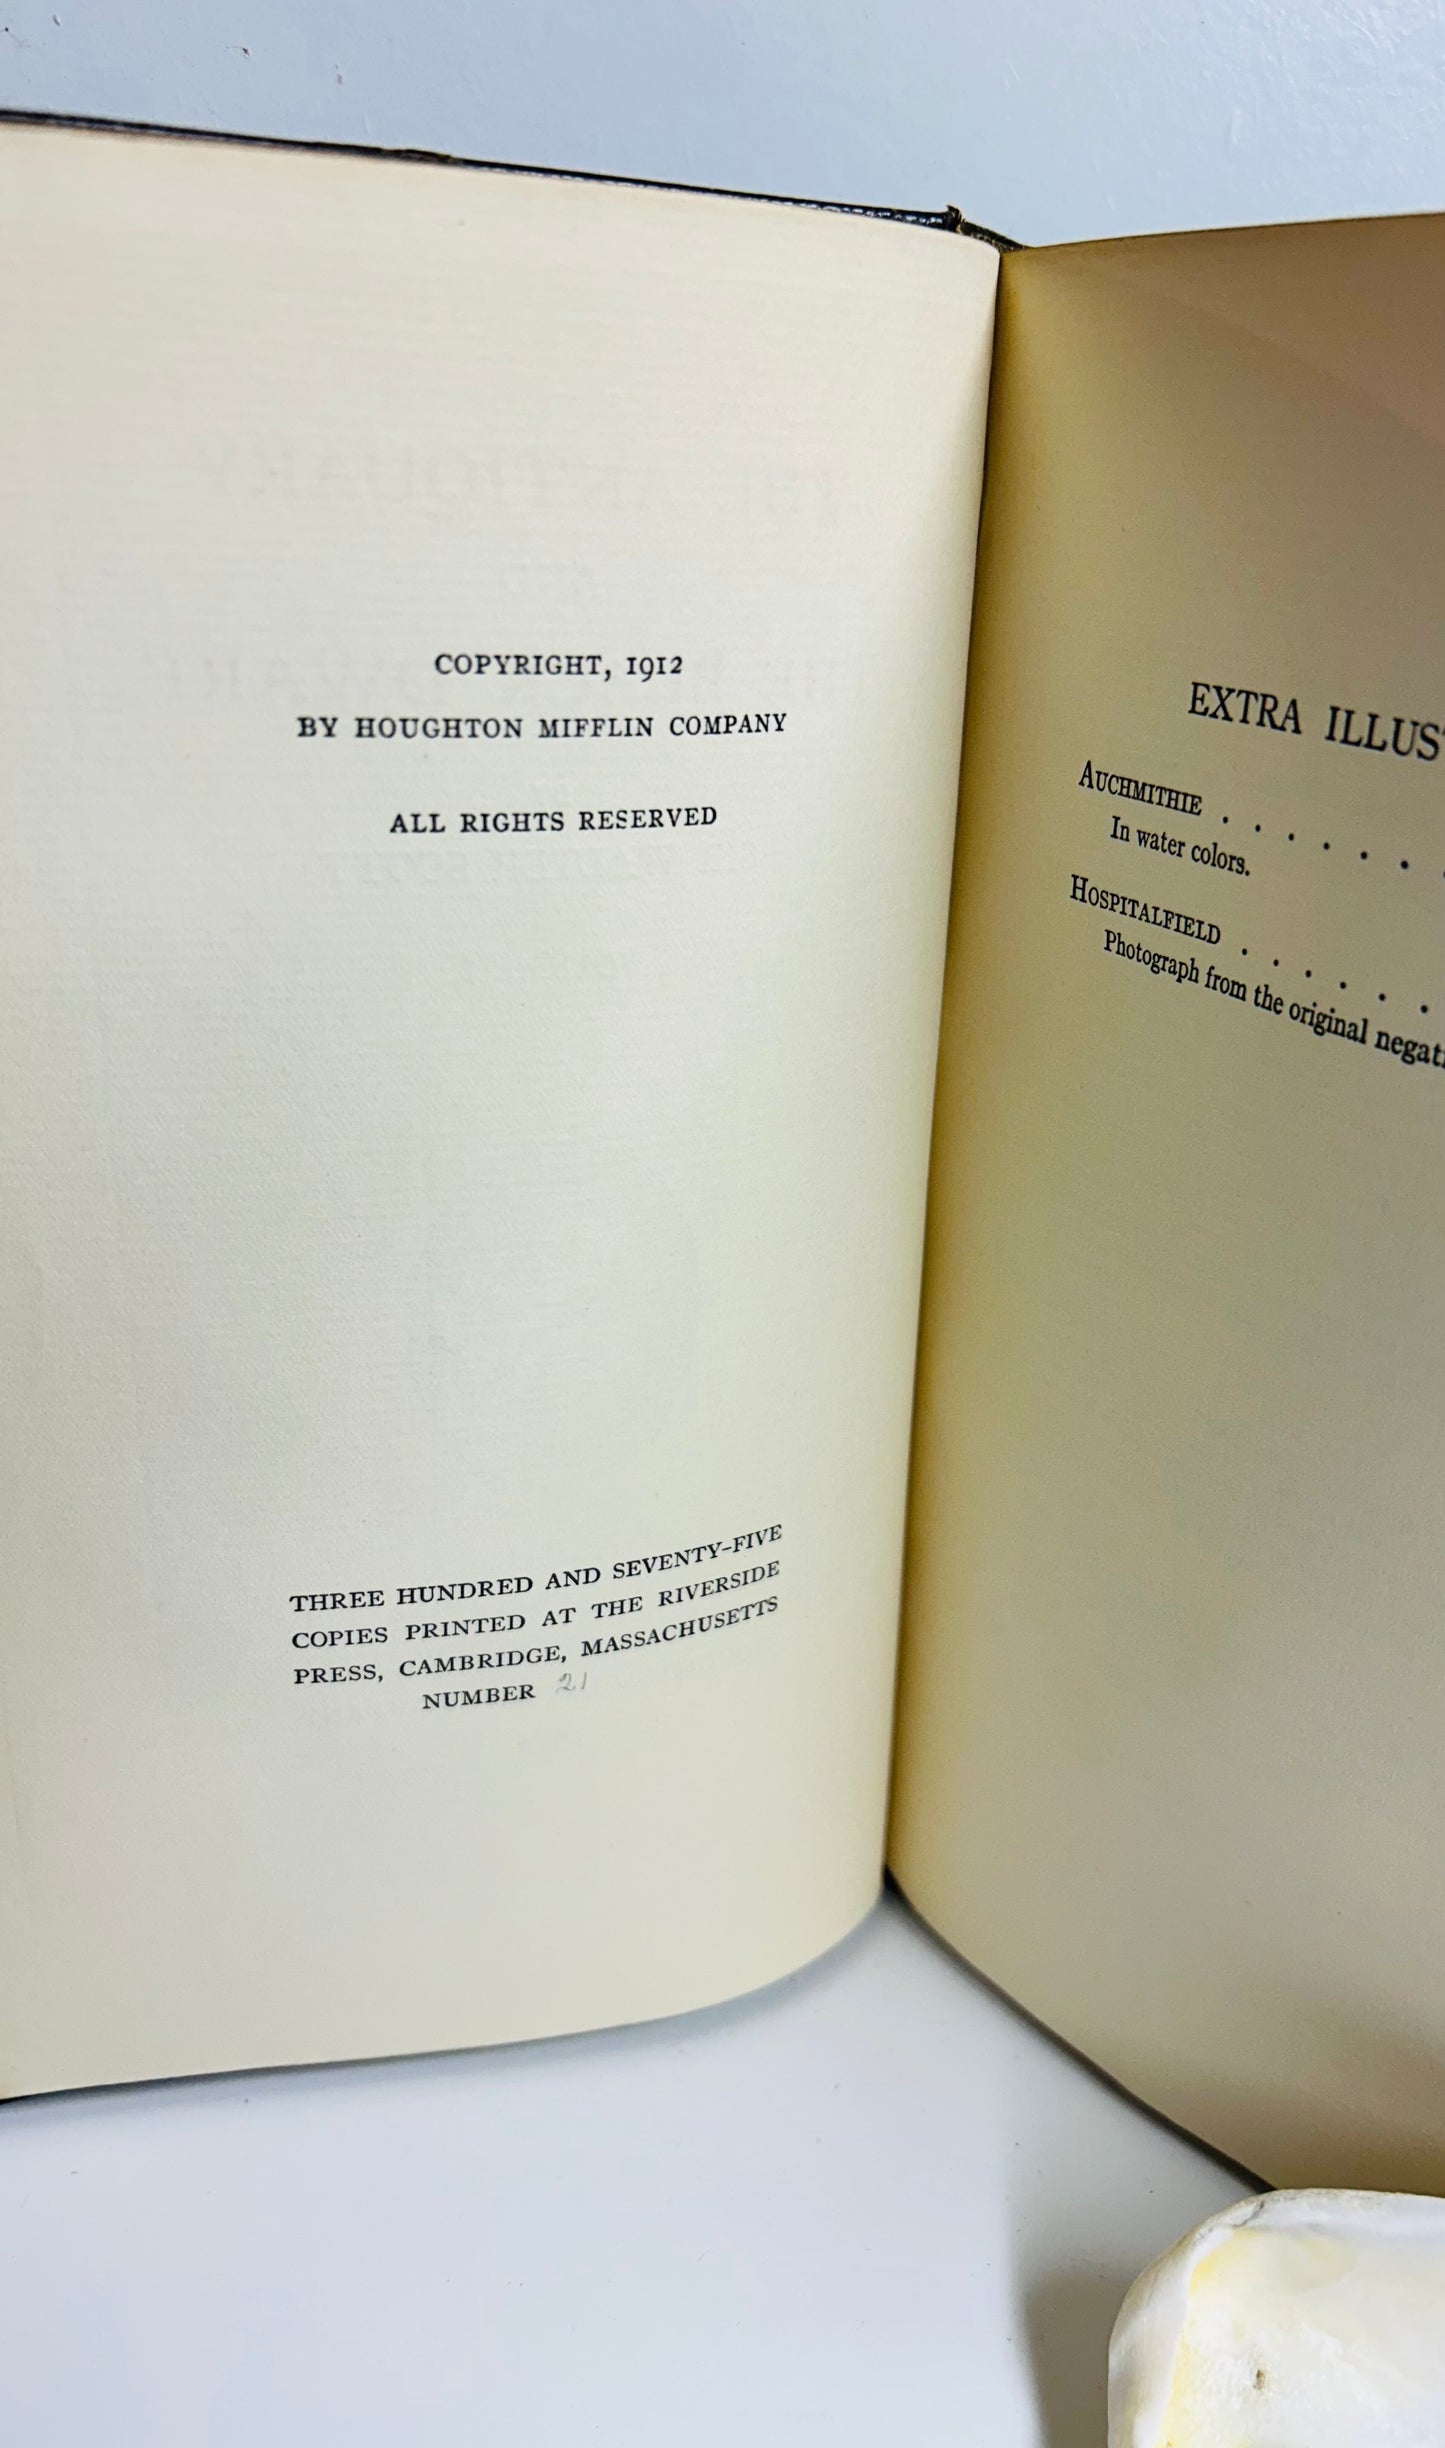 COPYRIGHT, 1912
BY HOUGHTON MIFFLIN COMPANY
ALL RIGHTS RESERVED
THREE HUNDRED AND SEVENTY-FIVE
COPIES PRINTED AT THE RIVERSIDE
PRESS, CAMBRIDGE, MASSACHUSETTS
NUMBER 21
EXTRA ILLUS
AUCHMITHIE . . . . . .
In water colors.
HOSPITALFIELD . . . . . .
Photograph from the original negat